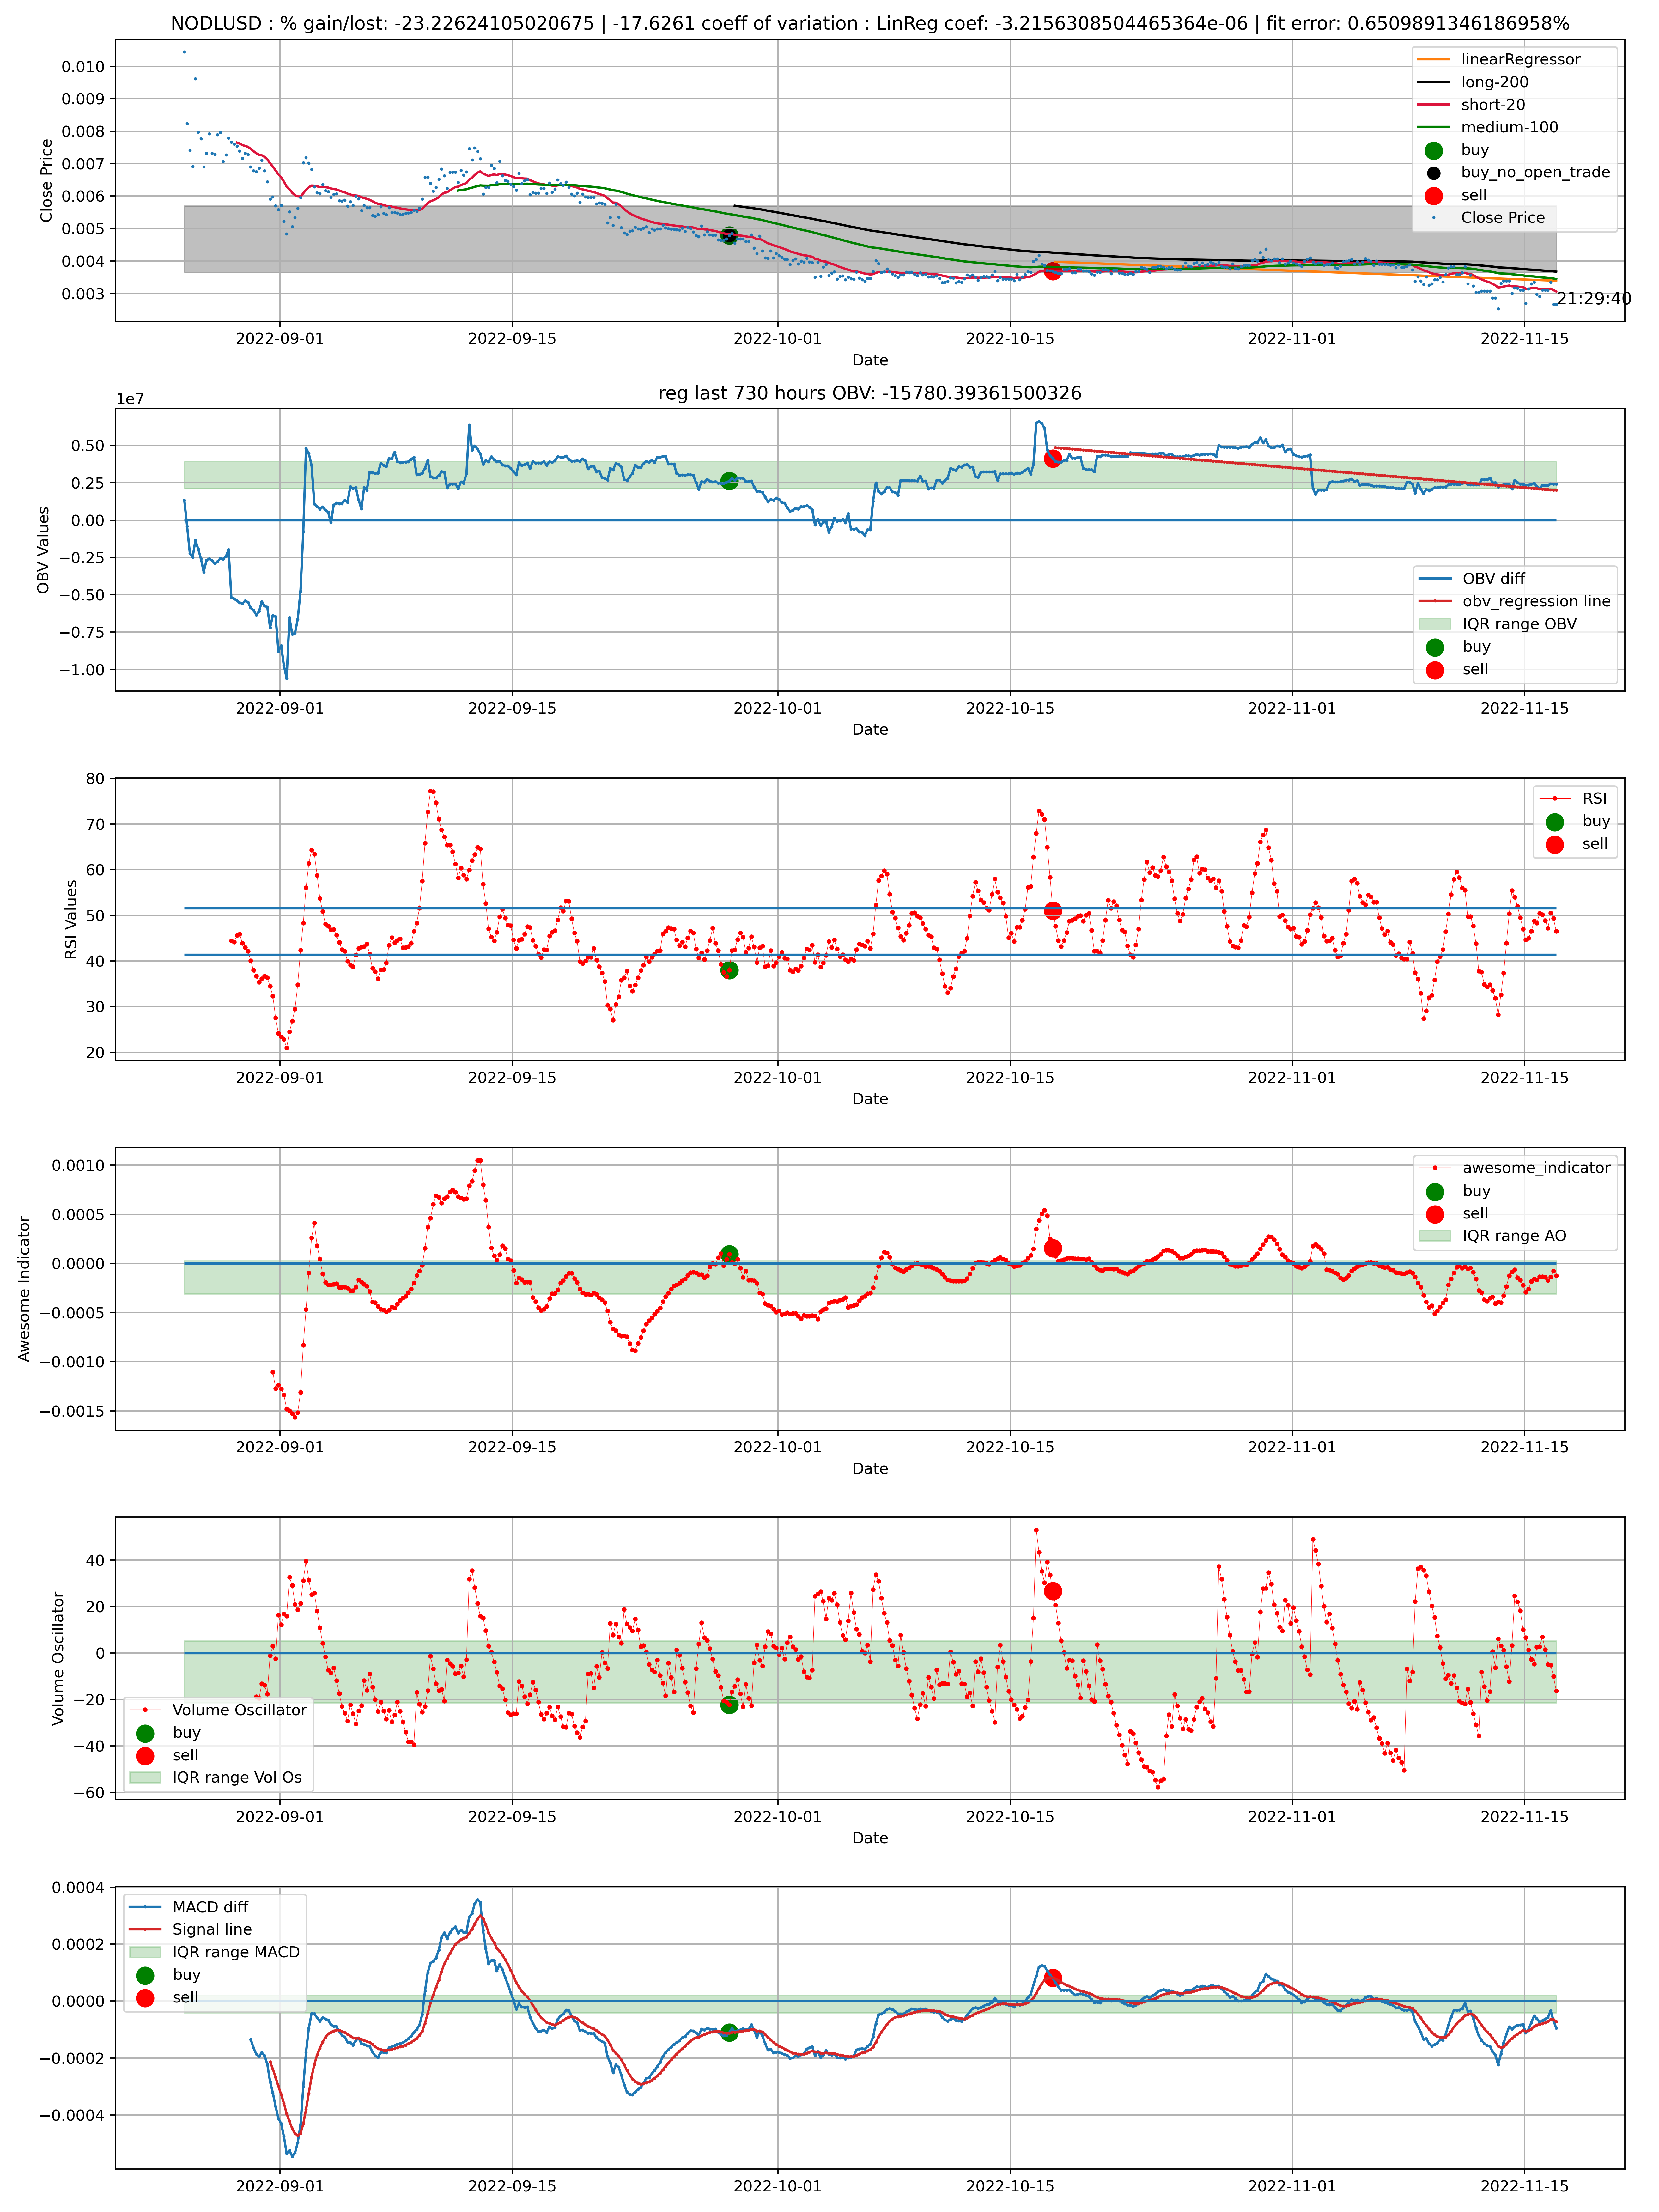 NODLUSD : % gain/lost: -23.22624105020675 | -17.6261 coeff of variation : LinReg coef: -3.2156308504465364e-06 | fit error: 0.6509891346186958%
0.010
0.009
0.008
0.007
0.006
0.005
0.004
0.003
Close Price
linearRegressor
long-200
short-20
medium-100
buy
buy_no_open_trade
sell
Close Price
21:29:40
2022-09-01 2022-09-15 2022-10-01 2022-10-15 2022-11-01 2022-11-15
Date
reg last 730 hours OBV: -15780.39361500326
1e7
0.50
0.25
0.00
−0.25
−0.50
−0.75
−1.00
OBV Values
OBV diff
obv_regression line
IQR range OBV
buy
sell
2022-09-01 2022-09-15 2022-10-01 2022-10-15 2022-11-01 2022-11-15
Date
80
70
60
50
40
30
20
RSI Values
RSI
buy
sell
2022-09-01 2022-09-15 2022-10-01 2022-10-15 2022-11-01 2022-11-15
Date
0.0010
0.0005
0.0000
−0.0005
−0.0010
−0.0015
Awesome Indicator
awesome_indicator
buy
sell
IQR range AO
2022-09-01 2022-09-15 2022-10-01 2022-10-15 2022-11-01 2022-11-15
Date
40
20
0
−20
−40
−60
Volume Oscillator
Volume Oscillator
buy
sell
IQR range Vol Os
2022-09-01 2022-09-15 2022-10-01 2022-10-15 2022-11-01 2022-11-15
Date
0.0004
0.0002
0.0000
−0.0002
−0.0004
MACD diff
Signal line
IQR range MACD
buy
sell
2022-09-01 2022-09-15 2022-10-01 2022-10-15 2022-11-01 2022-11-15